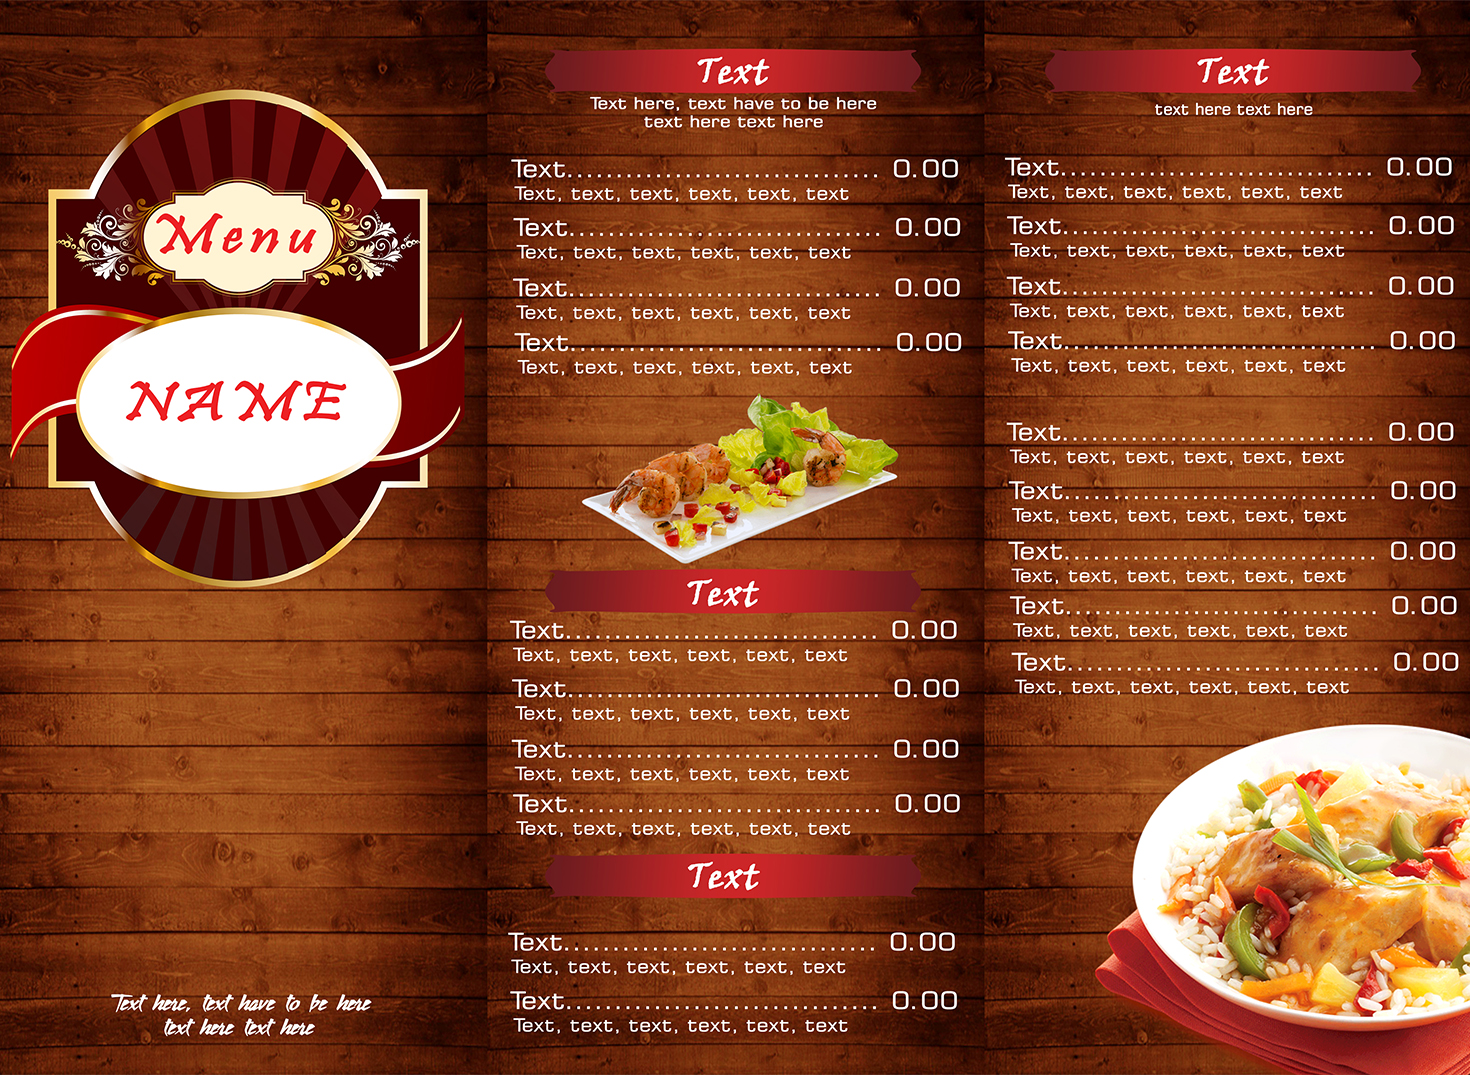 Menu
NAME
Text here, text have to be here
text here text here
Text
Text here, text have to be here
text here text here
Text................................ 0.00
Text, text, text, text, text, text
Text................................ 0.00
Text, text, text, text, text, text
Text................................ 0.00
Text, text, text, text, text, text
Text................................ 0.00
Text, text, text, text, text, text
Text
Text................................ 0.00
Text, text, text, text, text, text
Text................................ 0.00
Text, text, text, text, text, text
Text................................ 0.00
Text, text, text, text, text, text
Text................................ 0.00
Text, text, text, text, text, text
Text
Text................................ 0.00
Text, text, text, text, text, text
Text................................ 0.00
Text, text, text, text, text, text
Text
text here text here
Text................................ 0.00
Text, text, text, text, text, text
Text................................ 0.00
Text, text, text, text, text, text
Text................................ 0.00
Text, text, text, text, text, text
Text................................ 0.00
Text, text, text, text, text, text
Text................................ 0.00
Text, text, text, text, text, text
Text................................ 0.00
Text, text, text, text, text, text
Text................................ 0.00
Text, text, text, text, text, text
Text................................ 0.00
Text, text, text, text, text, text
Text................................ 0.00
Text, text, text, text, text, text